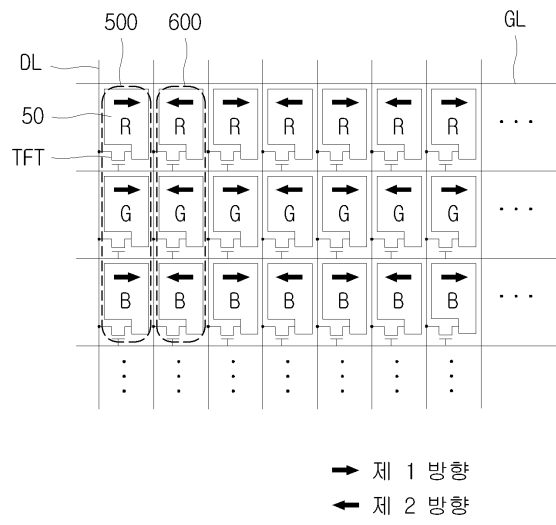 500 600 GL
DL
50 R R R R R R R ...
TFT
G G G G G G G ...
B B B B B B B ...
제 1 방향
제 2 방향